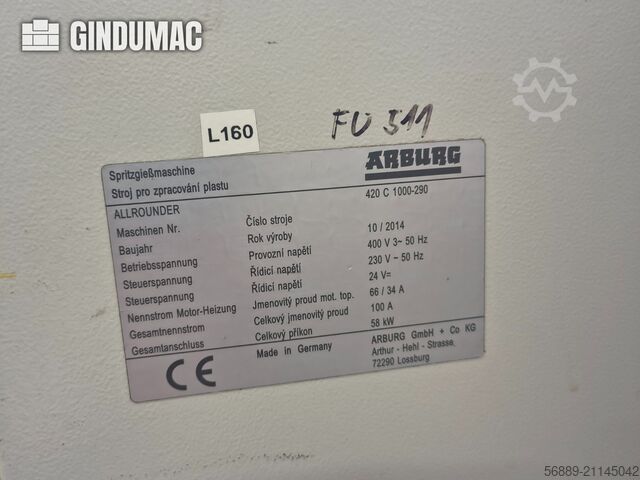 GINDUMAC
L160
FU 511
Spritzgießmaschine
ARBURG
Stroj pro zpracování plastu
ALLROUNDER 420 C 1000-290
Maschinen Nr. Číslo stroje
Baujahr Rok výroby 10 / 2014
Betriebsspannung Provozní napětí 400 V 3~ 50 Hz
Steuerspannung Řídicí napětí 230 V ~ 50 Hz
Steuerspannung Řídicí napětí 24 V=
Nennstrom Motor-Heizung Jmenovitý proud mot. top. 66 / 34 A
Gesamtnennstrom Celkový jmenovitý proud 100 A
Gesamtanschluss Celkový příkon 58 kW
CE Made in Germany ARBURG GmbH + Co KG
Arthur - Hehl - Strasse,
72290 Lossburg
56889-21145042